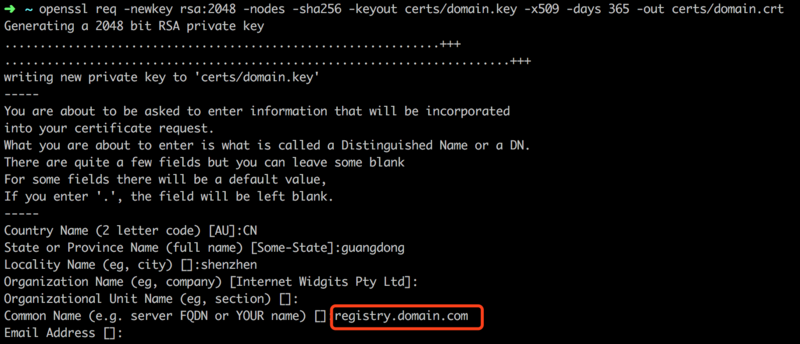 ➜ ~ openssl req -newkey rsa:2048 -nodes -sha256 -keyout certs/domain.key -x509 -days 365 -out certs/domain.crt
Generating a 2048 bit RSA private key
..............................................................+++
........................................................................+++
writing new private key to 'certs/domain.key'
-----
You are about to be asked to enter information that will be incorporated
into your certificate request.
What you are about to enter is what is called a Distinguished Name or a DN.
There are quite a few fields but you can leave some blank
For some fields there will be a default value,
If you enter '.', the field will be left blank.
-----
Country Name (2 letter code) [AU]:CN
State or Province Name (full name) [Some-State]:guangdong
Locality Name (eg, city) []:shenzhen
Organization Name (eg, company) [Internet Widgits Pty Ltd]:
Organizational Unit Name (eg, section) []:
Common Name (e.g. server FQDN or YOUR name) [] registry.domain.com
Email Address []: